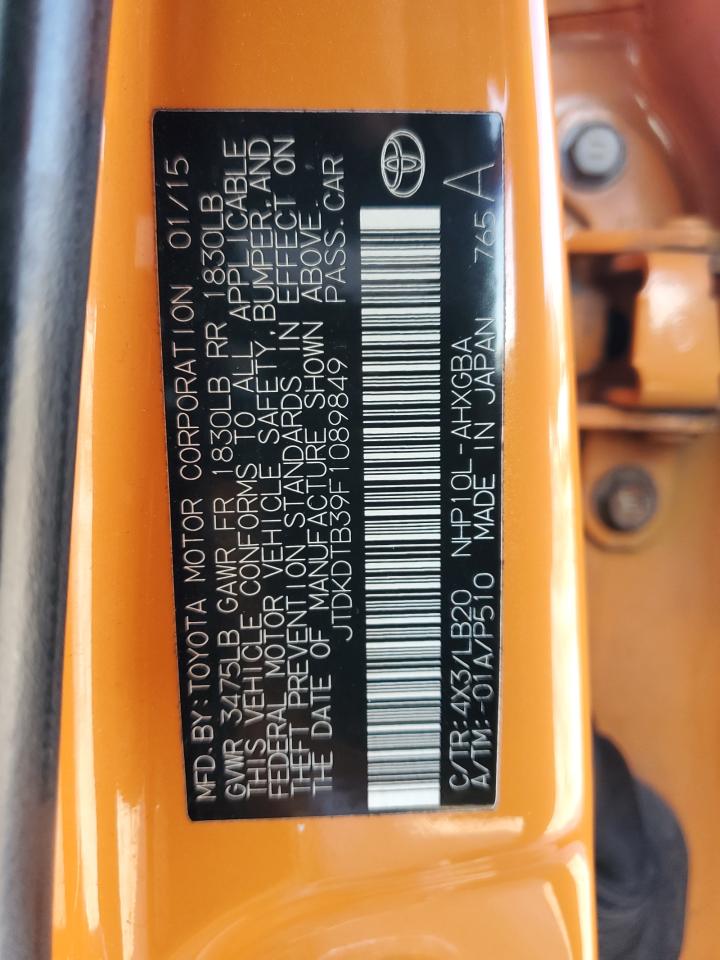 MFD.BY:TOYOTA MOTOR CORPORATION 01/15
GVWR 3475LB GAWR FR 1830LB RR 1830LB
THIS VEHICLE CONFORMS TO ALL APPLICABLE
FEDERAL MOTOR VEHICLE SAFETY,BUMPER,AND
THEFT PREVENTION STANDARDS IN EFFECT ON
THE DATE OF MANUFACTURE SHOWN ABOVE.
JTDKDTB39F1089849 PASS.CAR
C/TR:4X3/LB20 NHP10L-AHXGBA
A/TM:-01A/P510 MADE IN JAPAN 765 A